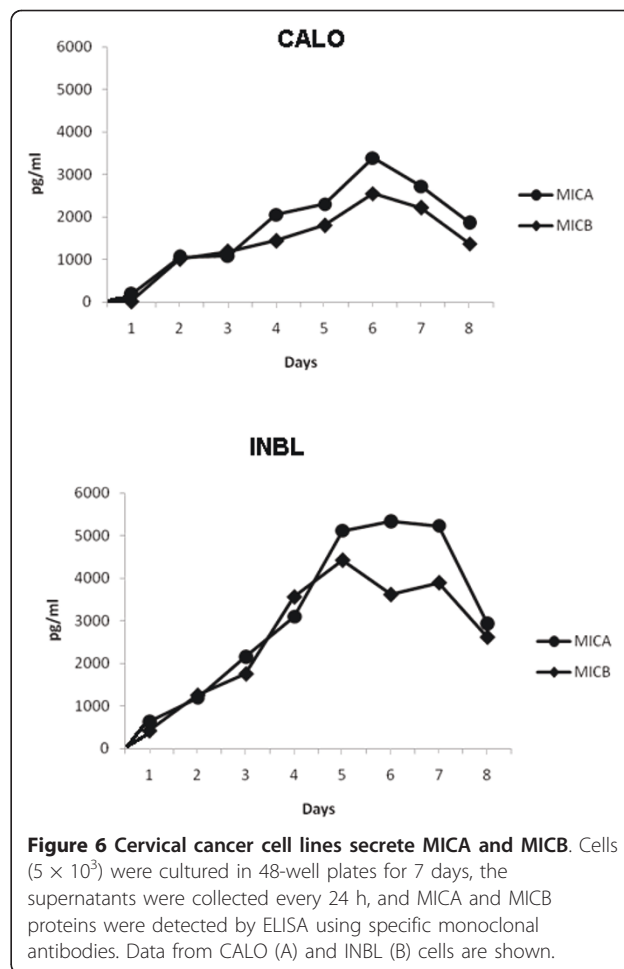 CALO
6000
5000
4000
3000
2000
1000
0
pg/ml
1 2 3 4 5 6 7 8
Days
MICA
MICB
INBL
6000
5000
4000
3000
2000
1000
0
pg/ml
1 2 3 4 5 6 7 8
Days
MICA
MICB
Figure 6 Cervical cancer cell lines secrete MICA and MICB. Cells
(5 × 10³) were cultured in 48-well plates for 7 days, the
supernatants were collected every 24 h, and MICA and MICB
proteins were detected by ELISA using specific monoclonal
antibodies. Data from CALO (A) and INBL (B) cells are shown.